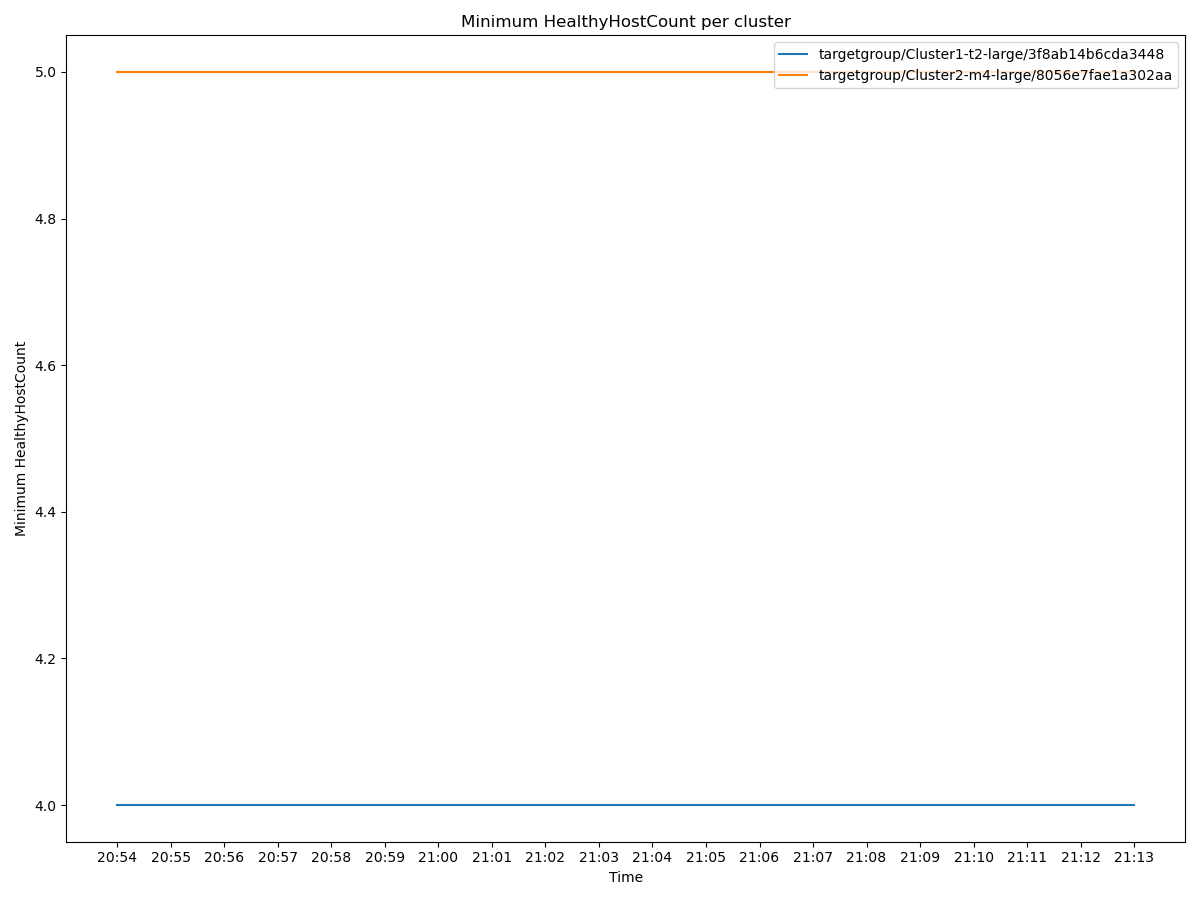 Minimum HealthyHostCount per cluster
targetgroup/Cluster1-t2-large/3f8ab14b6cda3448
targetgroup/Cluster2-m4-large/8056e7fae1a302aa
5.0
4.8
4.6
4.4
4.2
4.0
Minimum HealthyHostCount
20:54 20:55 20:56 20:57 20:58 20:59 21:00 21:01 21:02 21:03 21:04 21:05 21:06 21:07 21:08 21:09 21:10 21:11 21:12 21:13
Time